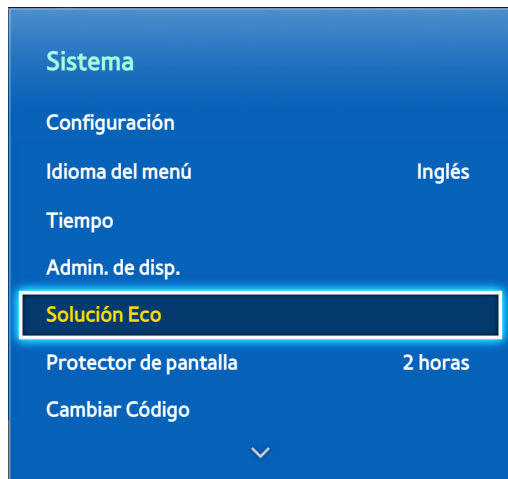 Sistema
Configuración
Idioma del menú Inglés
Tiempo
Admin. de disp.
Solución Eco
Protector de pantalla 2 horas
Cambiar Código